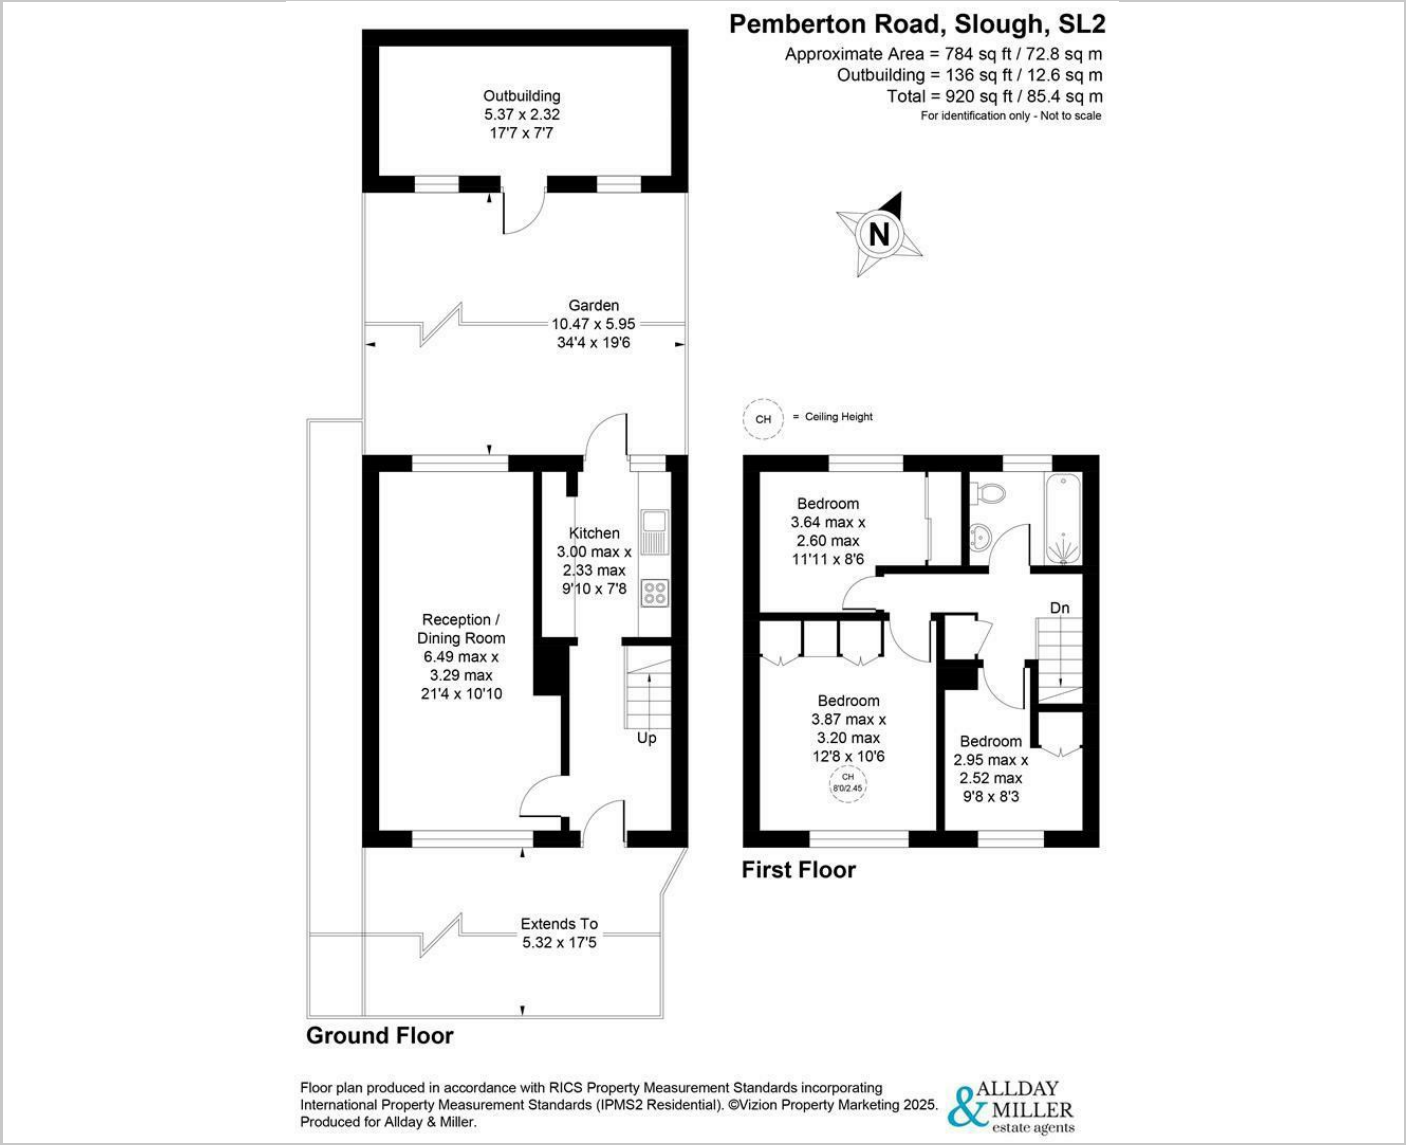 Pemberton Road, Slough, SL2
Approximate Area = 784 sq ft / 72.8 sq m
Outbuilding = 136 sq ft / 12.6 sq m
Total = 920 sq ft / 85.4 sq m
For identification only - Not to scale
Outbuilding
5.37 x 2.32
17'7 x 7'7
N
Garden
10.47 x 5.95
34'4 x 19'6
CH
= Ceiling Height
Kitchen
3.00 max x
2.33 max
9'10 x 7'8
Reception /
Dining Room
6.49 max x
3.29 max
21'4 x 10'10
Up
Extends To
5.32 x 17'5
Ground Floor
Bedroom
3.64 max x
2.60 max
11'11 x 8'6
Dn
Bedroom
3.87 max x
3.20 max
12'8 x 10'6
CH
8'0/2.45
Bedroom
2.95 max x
2.52 max
9'8 x 8'3
First Floor
Floor plan produced in accordance with RICS Property Measurement Standards incorporating
International Property Measurement Standards (IPMS2 Residential). ©Vizion Property Marketing 2025.
Produced for Allday & Miller.
ALLDAY
& MILLER
estate agents